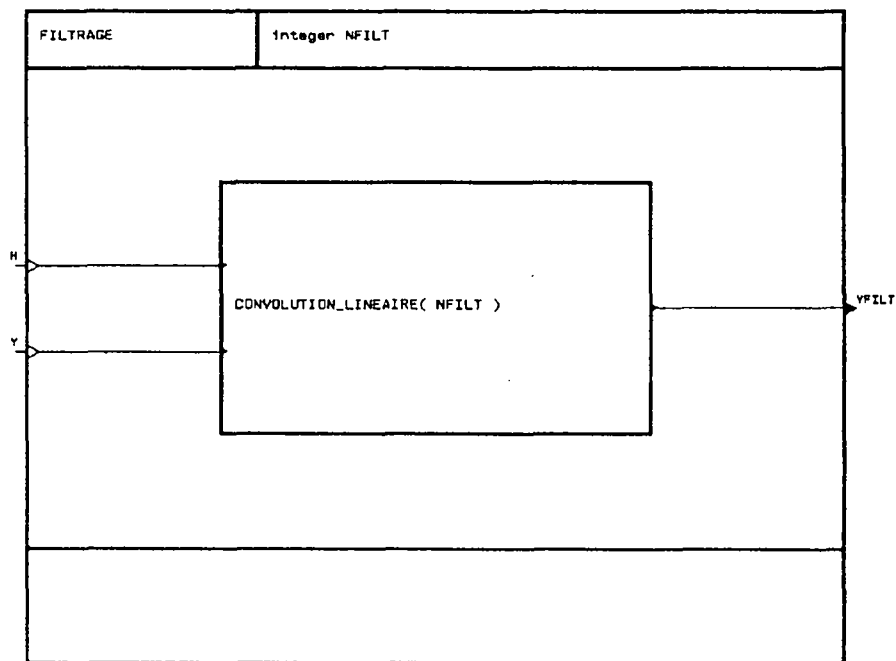 FILTRAGE
integer NFILT
H
CONVOLUTION_LINEAIRE( NFILT )
YFILT
Y